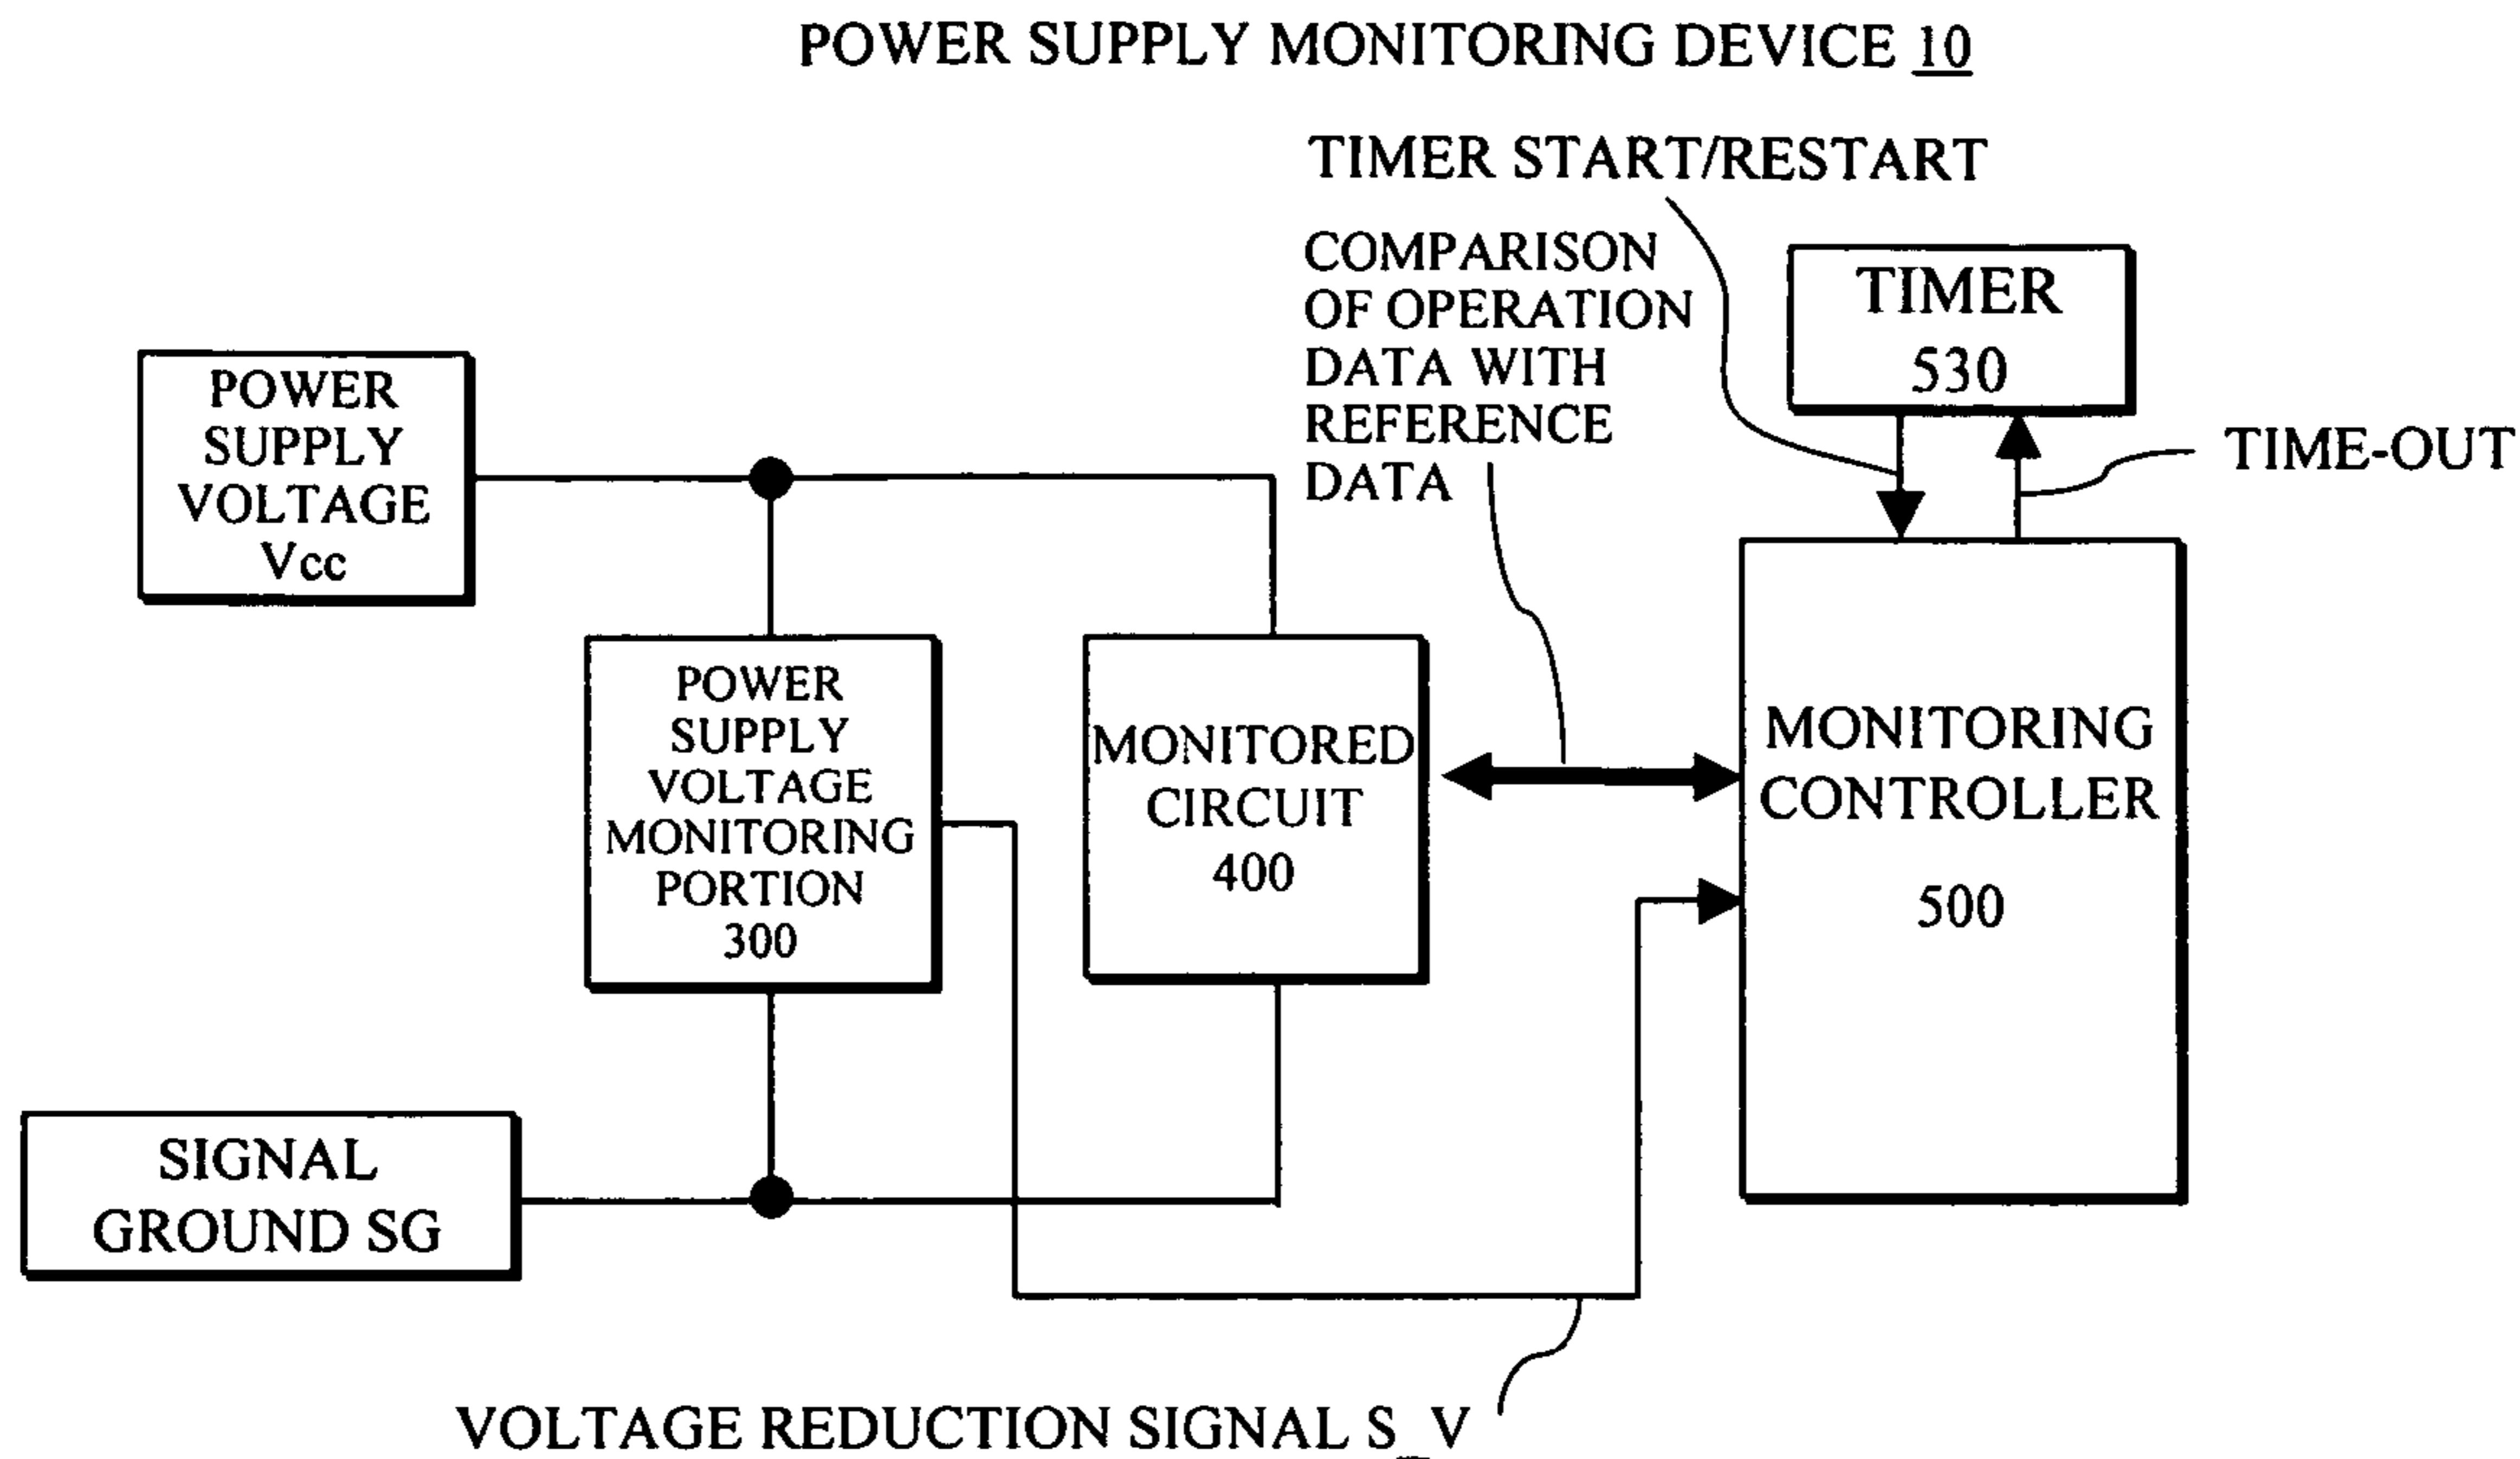 POWER SUPPLY MONITORING DEVICE 10
TIMER START/RESTART
COMPARISON
OF OPERATION
DATA WITH
REFERENCE
DATA
TIMER
530
TIME-OUT
POWER
SUPPLY
VOLTAGE
Vcc
POWER
SUPPLY
VOLTAGE
MONITORING
PORTION
300
MONITORED
CIRCUIT
400
MONITORING
CONTROLLER
500
SIGNAL
GROUND SG
VOLTAGE REDUCTION SIGNAL S_V